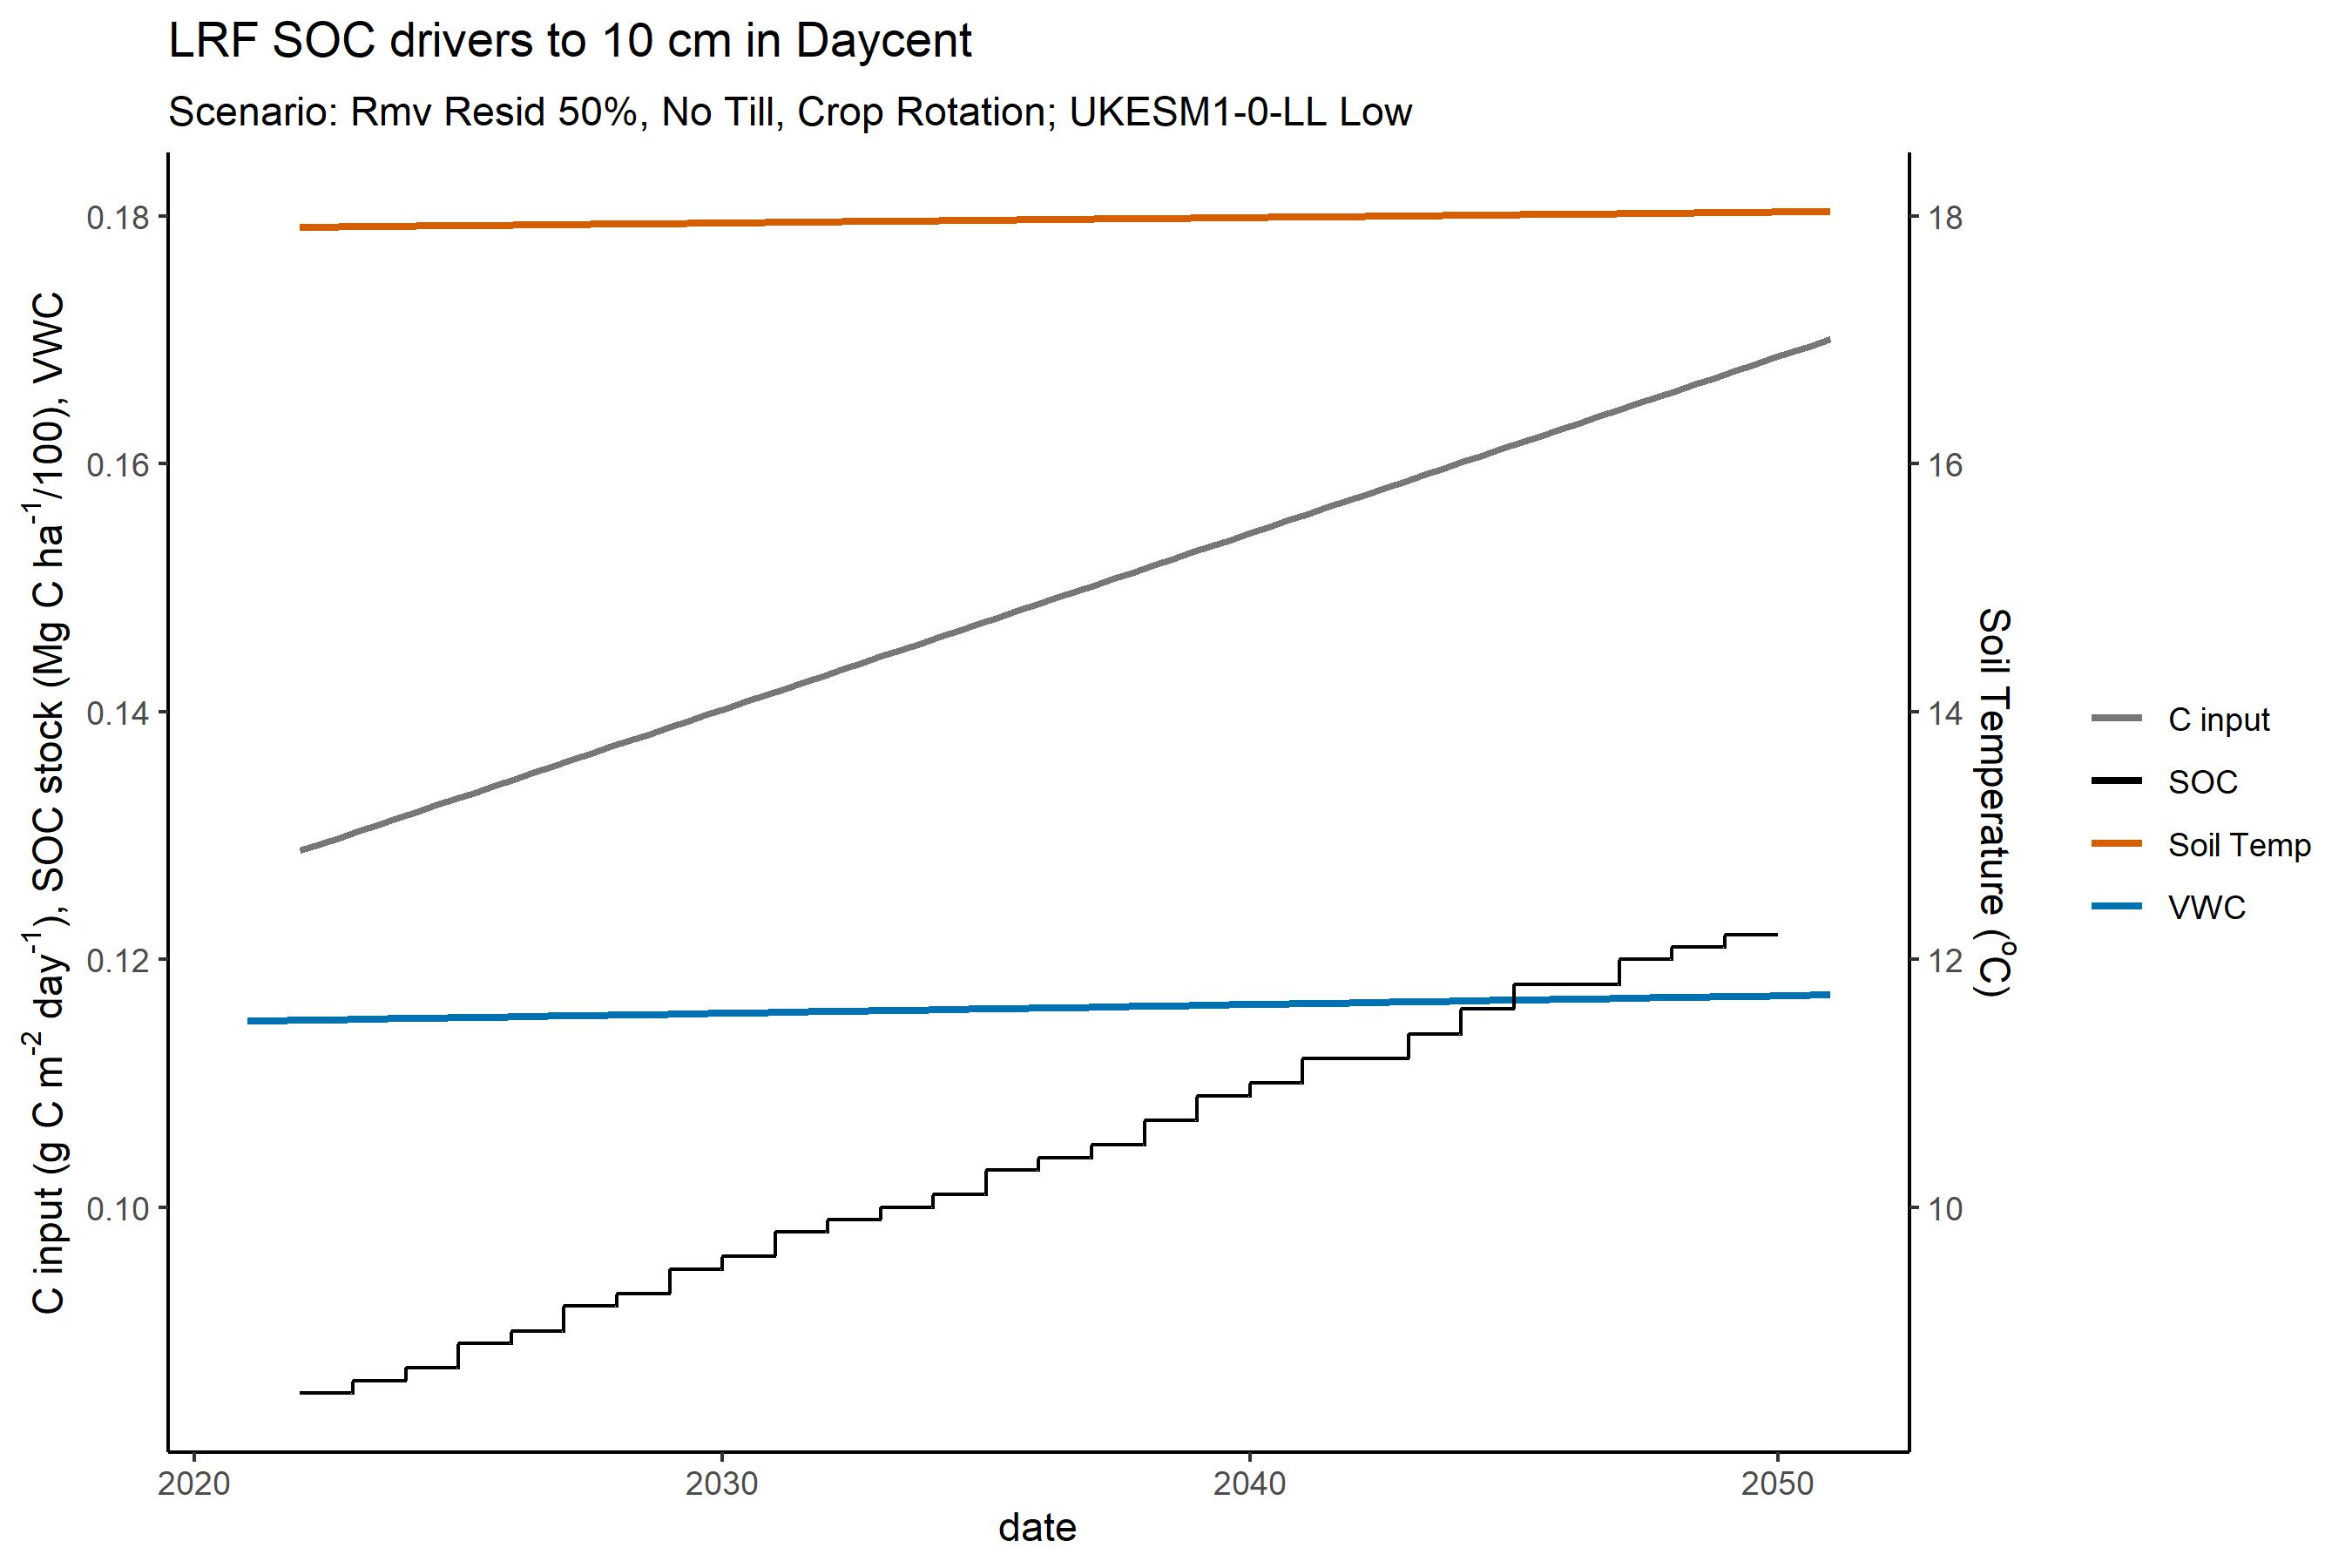 LRF SOC drivers to 10 cm in Daycent
Scenario: Rmv Resid 50%, No Till, Crop Rotation; UKESM1-0-LL Low
C input (g C m⁻² day⁻¹), SOC stock (Mg C ha⁻¹/100), VWC
0.18
0.16
0.14
0.12
0.10
18
16
14
12
10
Soil Temperature (ºC)
C input
SOC
Soil Temp
VWC
2020
2030
2040
2050
date